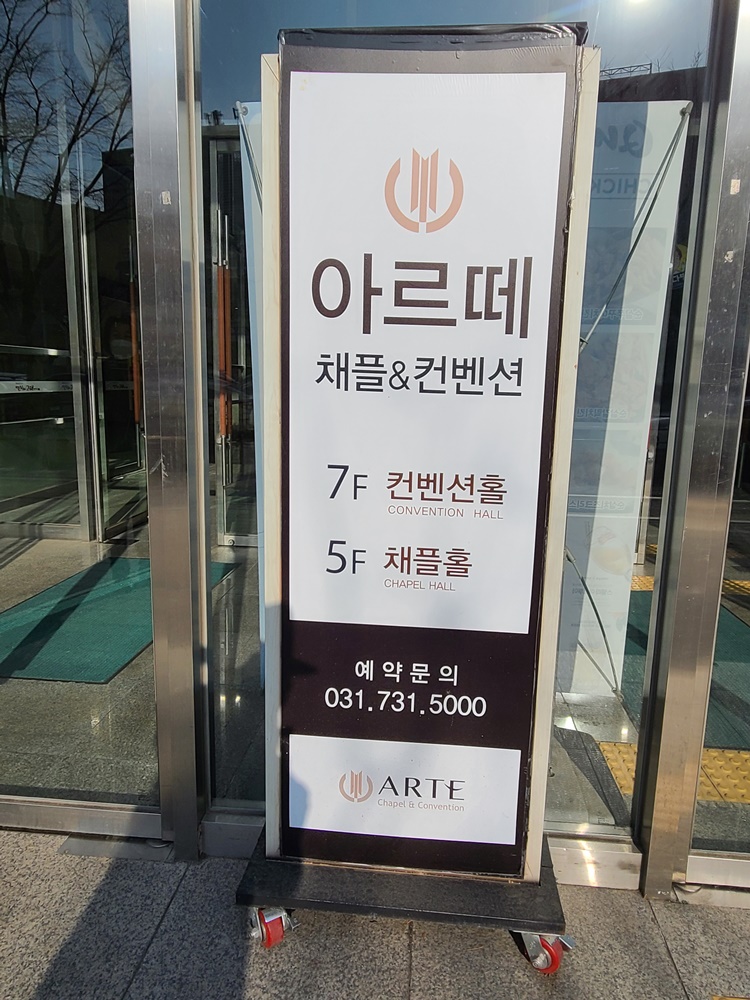 아르떼
채플&컨벤션
7F 컨벤션홀
CONVENTION HALL
5F 채플홀
CHAPEL HALL
예약문의
031.731.5000
ARTE
Chapel & Convention